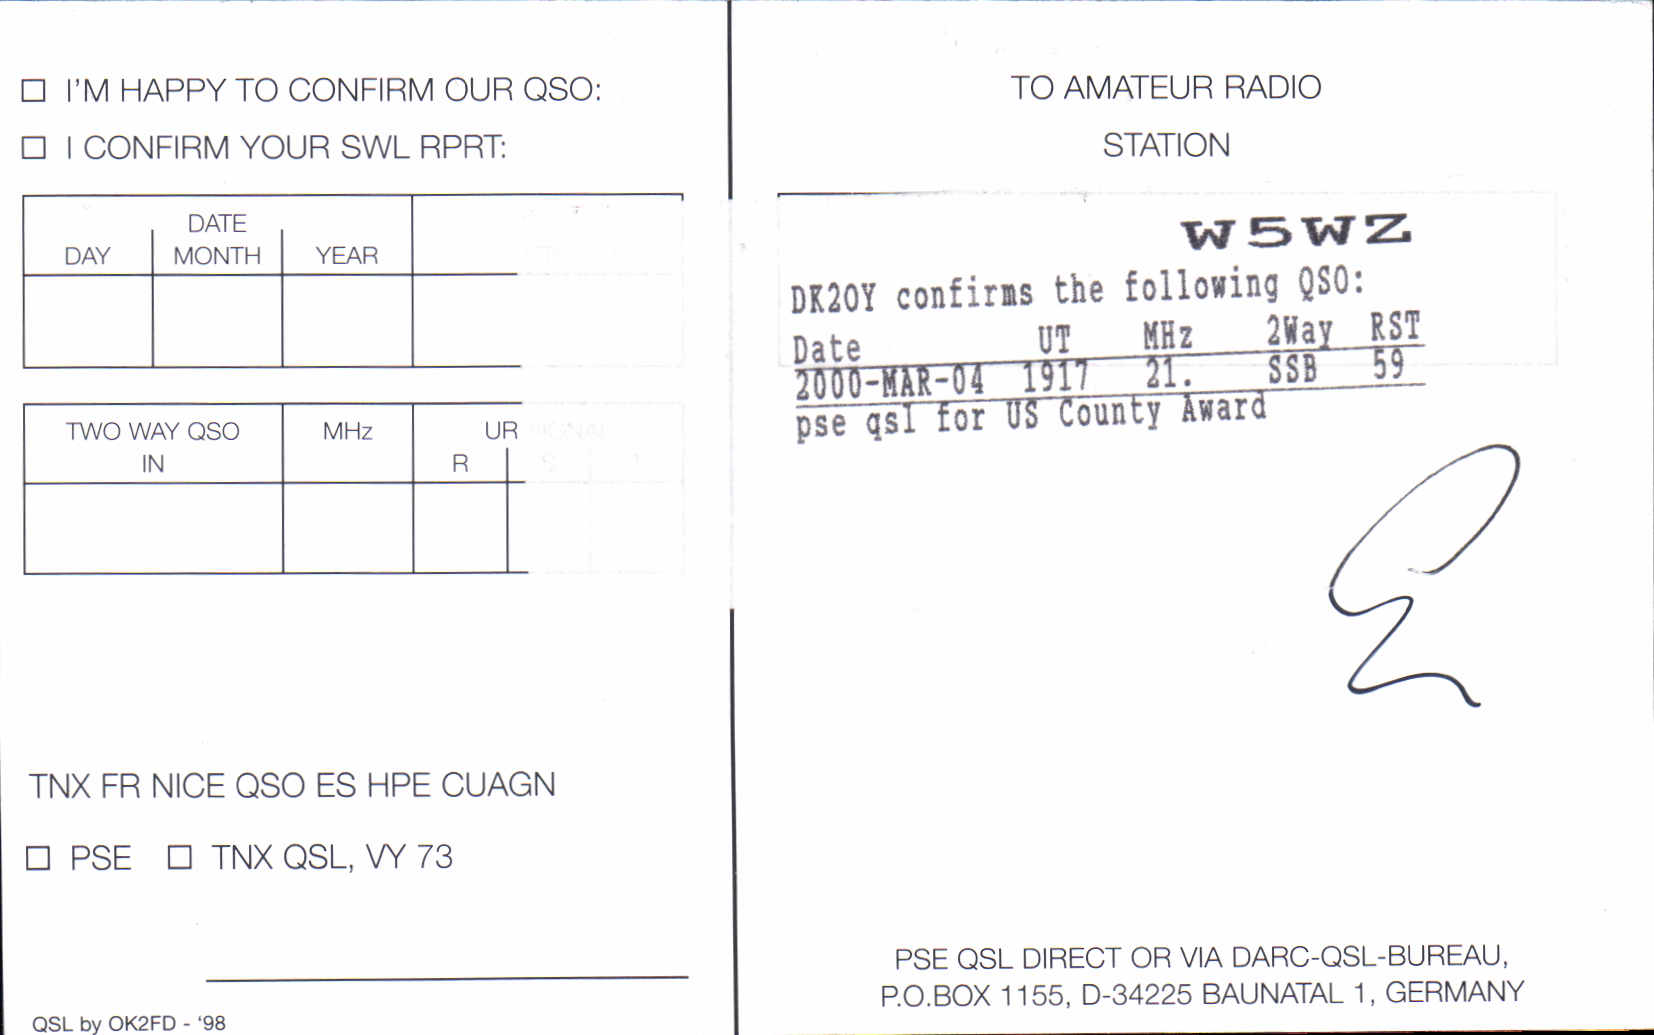 ☐ I'M HAPPY TO CONFIRM OUR QSO:
☐ I CONFIRM YOUR SWL RPRT:
DATE
DAY MONTH YEAR
TWO WAY QSO IN MHz UR SIGNAL
R S T
TNX FR NICE QSO ES HPE CUAGN
☐ PSE ☐ TNX QSL, VY 73
QSL by OK2FD - '98
TO AMATEUR RADIO
STATION
W5WZ
DK2OY confirms the following QSO:
Date UT MHz 2Way RST
2000-MAR-04 1917 21. SSB 59
pse qsl for US County Award
PSE QSL DIRECT OR VIA DARC-QSL-BUREAU,
P.O.BOX 1155, D-34225 BAUNATAL 1, GERMANY